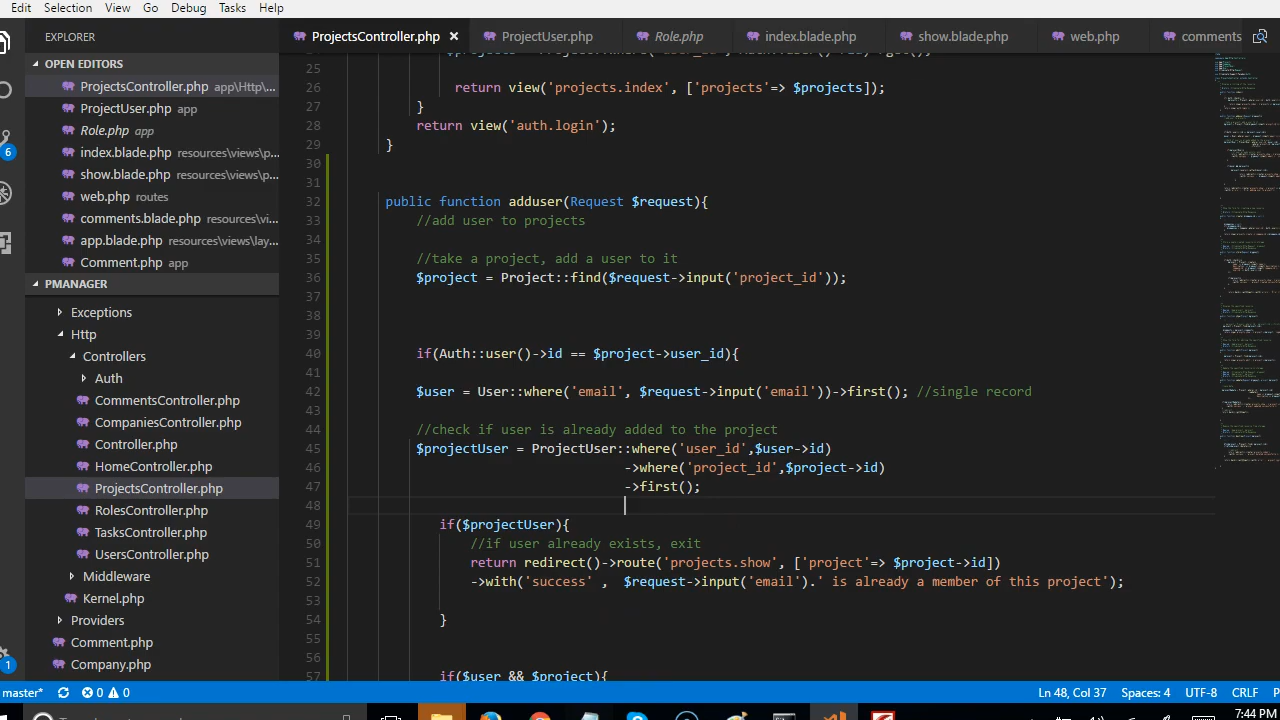 Edit Selection View Go Debug Tasks Help
EXPLORER
ProjectsController.php × ProjectUser.php Role.php index.blade.php show.blade.php web.php comments
OPEN EDITORS
ProjectsController.php app\Http\...
ProjectUser.php app
Role.php app
index.blade.php resources\views\p...
show.blade.php resources\views\p...
web.php routes
comments.blade.php resources\vi...
app.blade.php resources\views\lay...
Comment.php app
PMANAGER
Exceptions
Http
Controllers
Auth
CommentsController.php
CompaniesController.php
Controller.php
HomeController.php
ProjectsController.php
RolesController.php
TasksController.php
UsersController.php
Middleware
Kernel.php
Providers
Comment.php
Company.php
6
1
25
26 return view('projects.index', ['projects'=> $projects]);
27 }
28 return view('auth.login');
29 }
30
31
32 public function adduser(Request $request){
33 //add user to projects
34
35 //take a project, add a user to it
36 $project = Project::find($request->input('project_id'));
37
38
39
40 if(Auth::user()->id == $project->user_id){
41
42 $user = User::where('email', $request->input('email'))->first(); //single record
43
44 //check if user is already added to the project
45 $projectUser = ProjectUser::where('user_id',$user->id)
46 ->where('project_id',$project->id)
47 ->first();
48
49 if($projectUser){
50 //if user already exists, exit
51 return redirect()->route('projects.show', ['project'=> $project->id])
52 ->with('success' , $request->input('email').' is already a member of this project');
53
54 }
55
56
57 if($user && $project){
master* 0 0 Ln 48, Col 37 Spaces: 4 UTF-8 CRLF P
7:44 PM